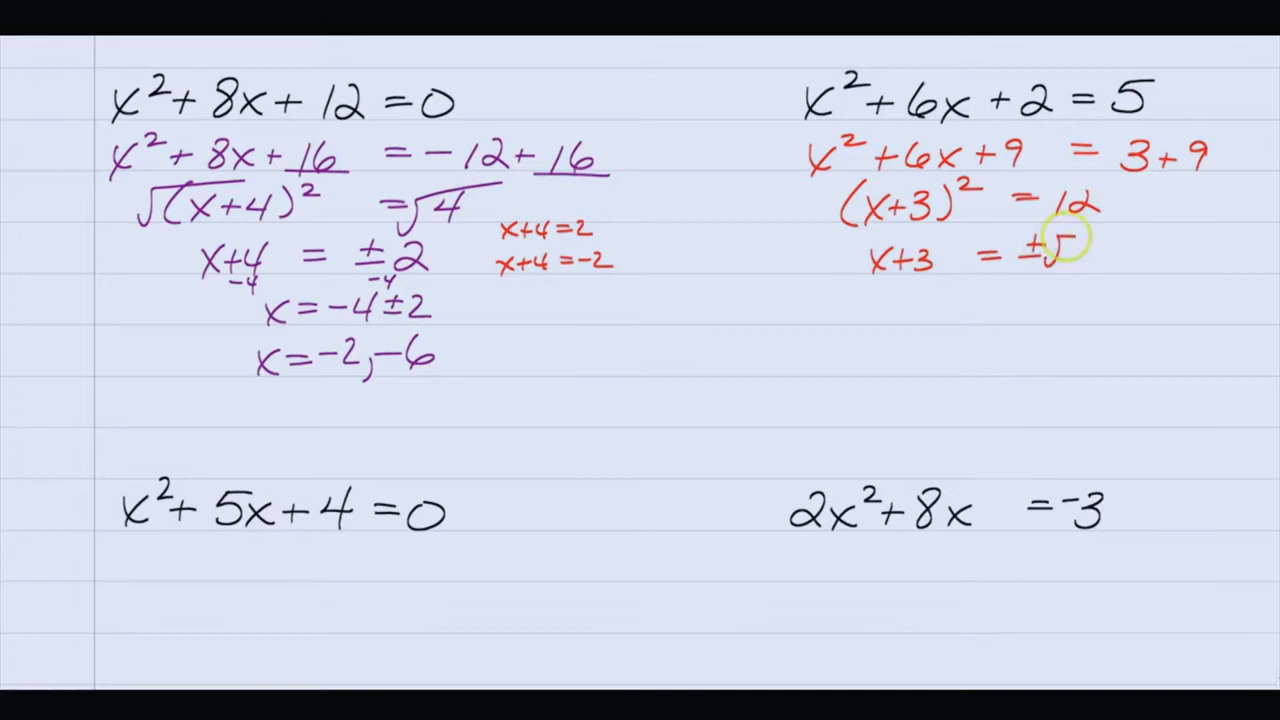 x² + 8x + 12 = 0
x² + 8x + 16 = -12 + 16
√(x+4)² = √4
x+4 = ± 2
-4 -4
x = -4 ± 2
x = -2, -6
x+4 = 2
x+4 = -2
x² + 6x + 2 = 5
x² + 6x + 9 = 3 + 9
(x+3)² = 12
x+3 = ±√
x² + 5x + 4 = 0
2x² + 8x = -3